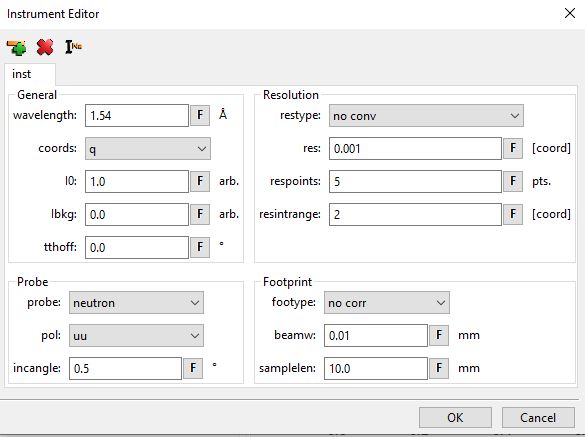 Instrument Editor
INa
inst
General
wavelength: 1.54 F Å
coords: q
I0: 1.0 F arb.
Ibkg: 0.0 F arb.
tthoff: 0.0 F °
Resolution
restype: no conv
res: 0.001 F [coord]
respoints: 5 F pts.
resintrange: 2 F [coord]
Probe
probe: neutron
pol: uu
incangle: 0.5 F °
Footprint
footype: no corr
beamw: 0.01 F mm
samplelen: 10.0 F mm
OK Cancel